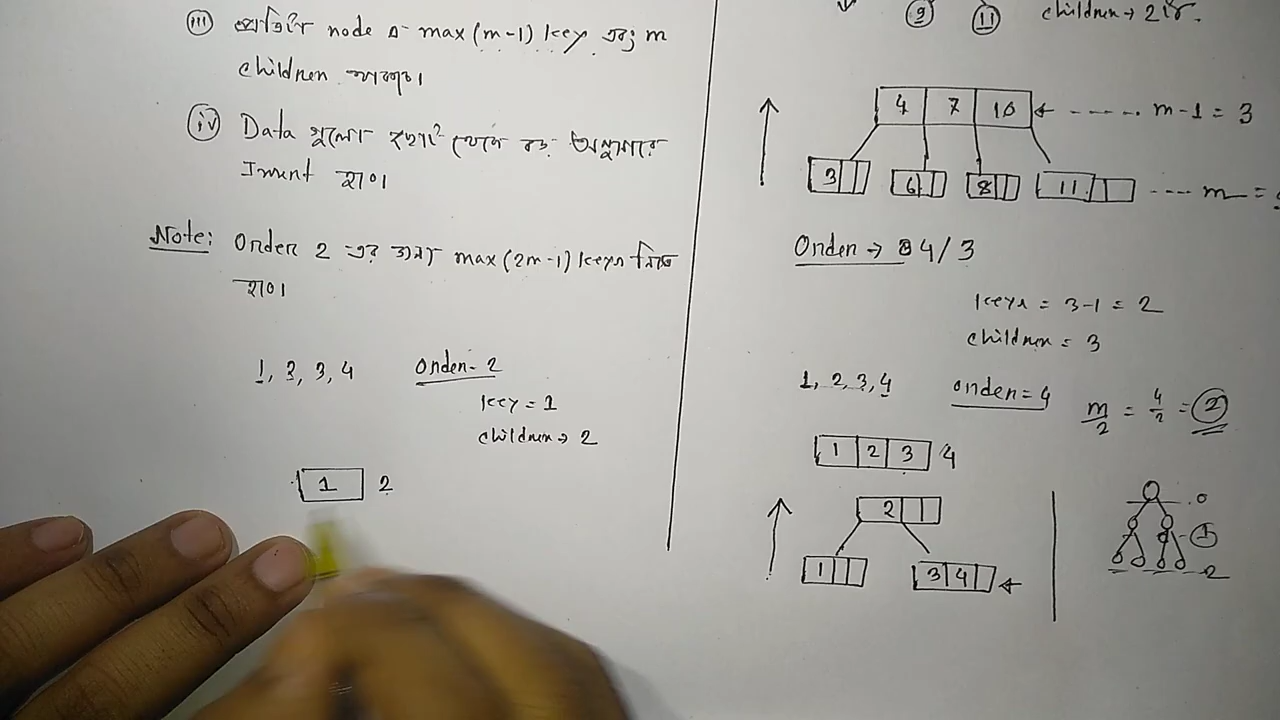 iii প্রতিটি node এ max (m-1) key এবং m
children থাকবে।
iv Data গুলো থেকে বড় অনুসারে
Insert হবে।
Note: Order 2 এর জন্য max (2m-1) keys নিতে
হবে।
1, 2, 3, 4 Order- 2
key = 1
children → 2
1 2
9 11 children → 2 টি.
4 7 10 ← ----- m-1 = 3
3 6 8 11 ---- m =
Order → 4/3
keys = 3-1 = 2
children = 3
1, 2, 3, 4 order = 4 m/2 = 4/2 = 2
1 2 3 4
2
1 3 4
0
1
2